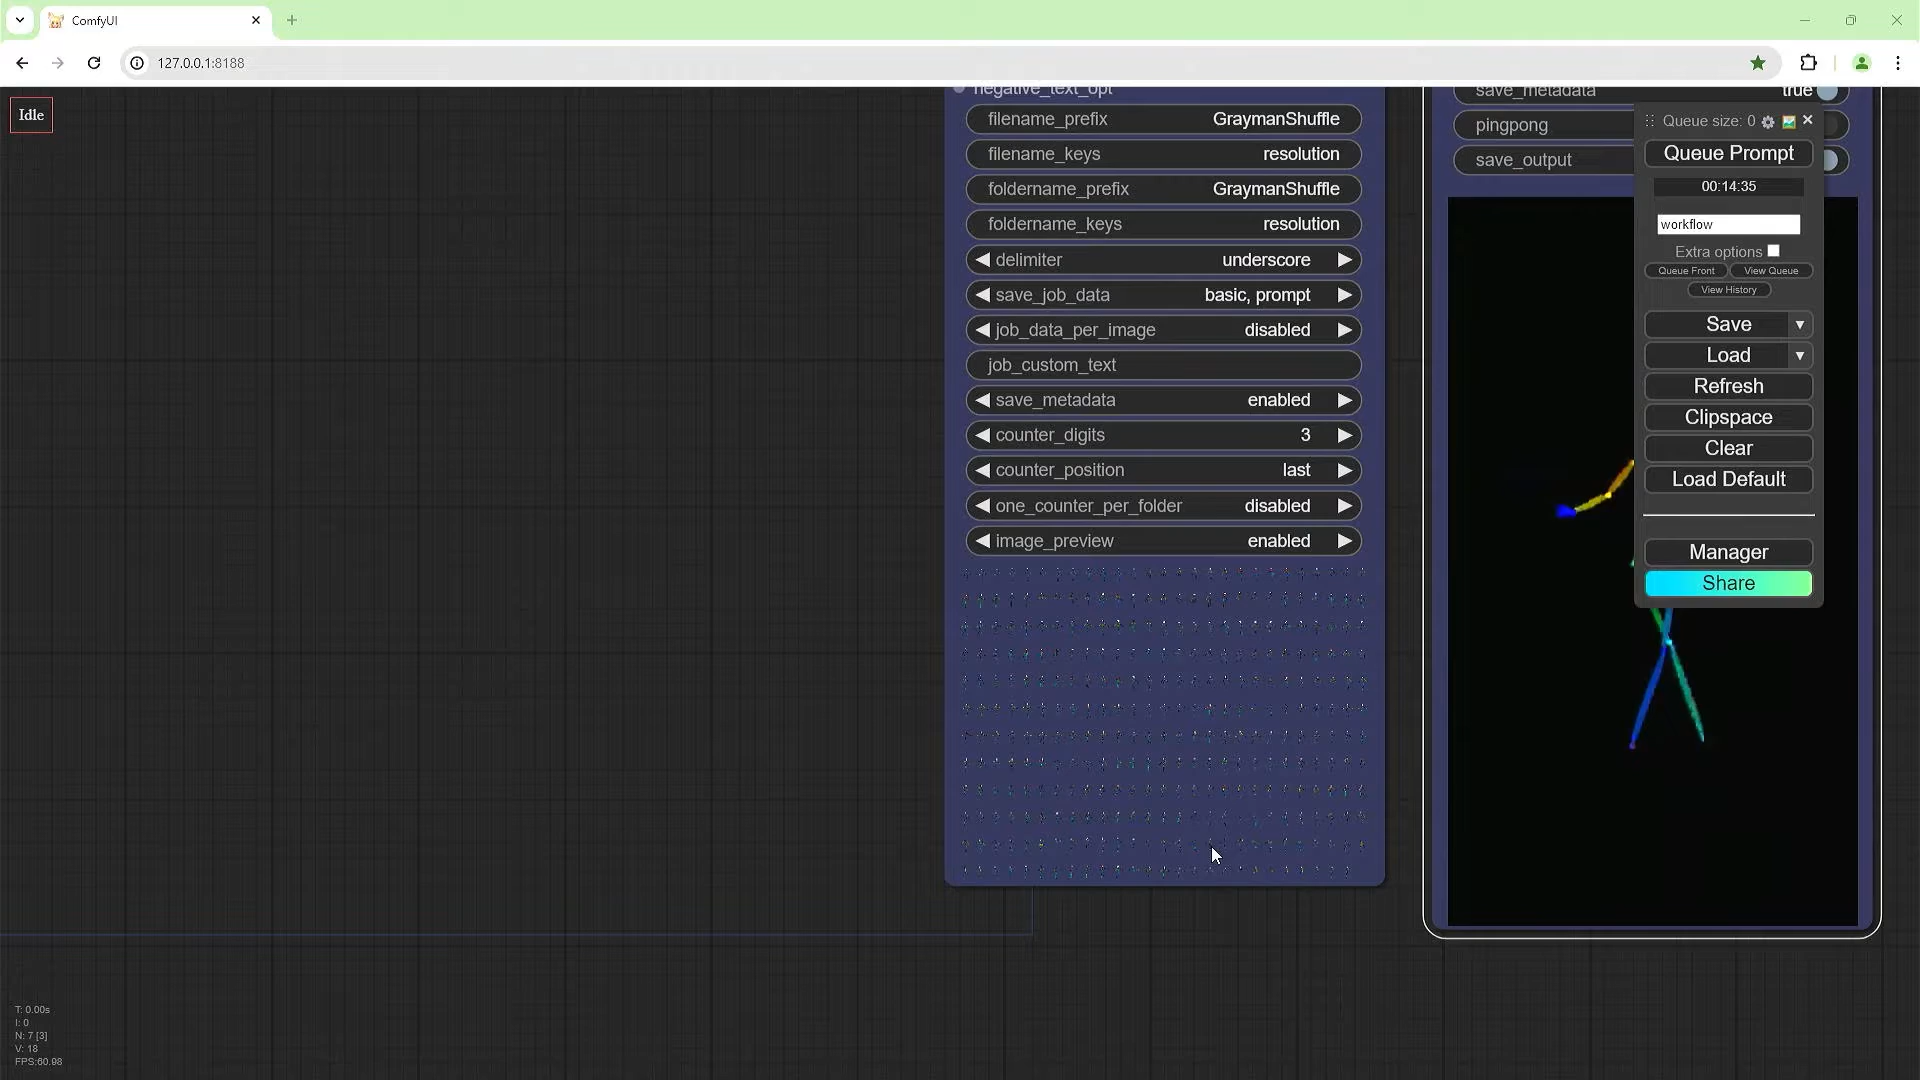 ComfyUI
127.0.0.1:8188
Idle
negative_text_opt
filename_prefix GraymanShuffle
filename_keys resolution
foldername_prefix GraymanShuffle
foldername_keys resolution
delimiter underscore
save_job_data basic, prompt
job_data_per_image disabled
job_custom_text
save_metadata enabled
counter_digits 3
counter_position last
one_counter_per_folder disabled
image_preview enabled
save_metadata true
pingpong
save_output
Queue size: 0
Queue Prompt
00:14:35
workflow
Extra options
Queue Front View Queue
View History
Save
Load
Refresh
Clipspace
Clear
Load Default
Manager
Share
T: 0.00s
I: 0
N: 7 [3]
V: 18
FPS:60.98